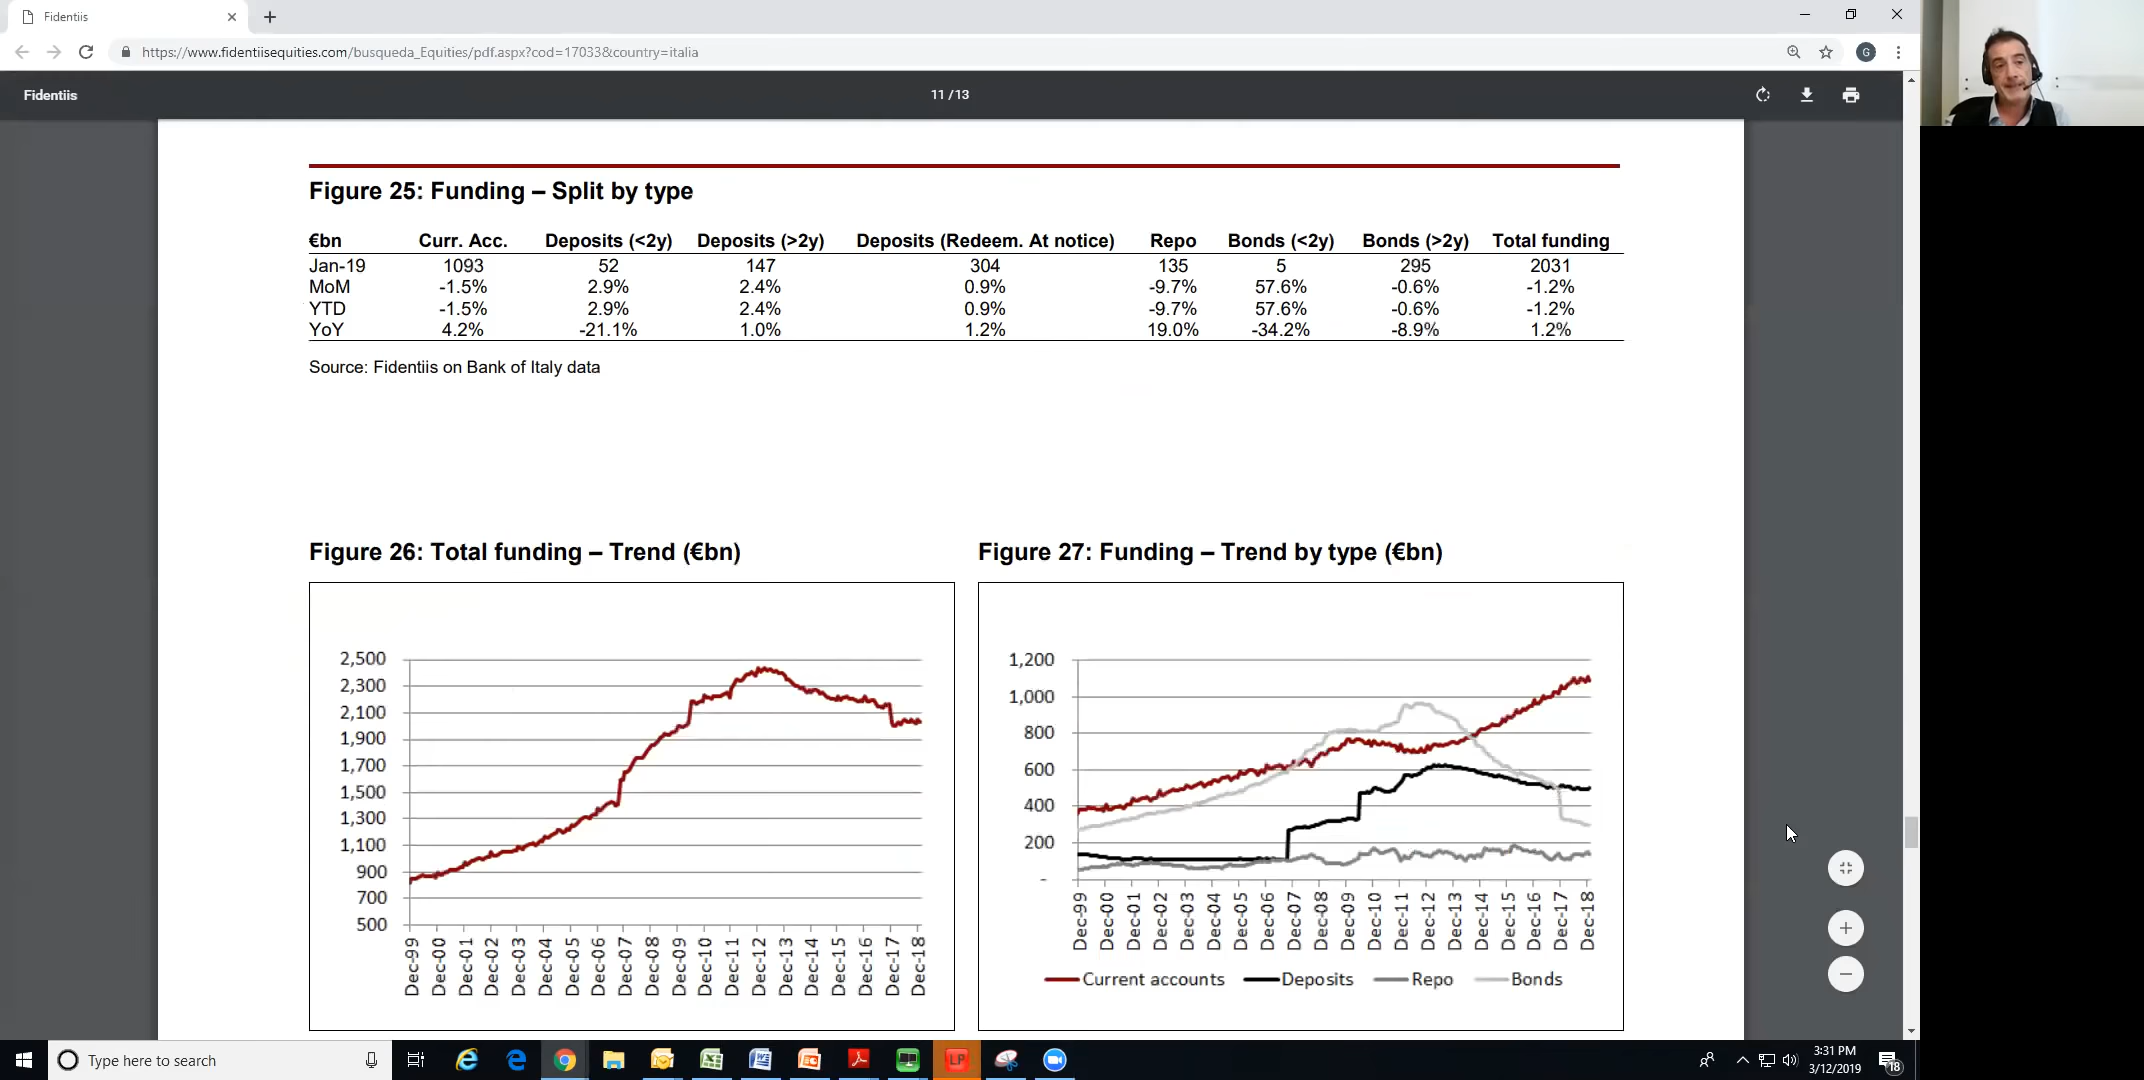 Fidentiis
https://www.fidentiisequities.com/busqueda_Equities/pdf.aspx?cod=17033&country=italia
G
Fidentiis
11 / 13
Figure 25: Funding – Split by type
€bn Curr. Acc. Deposits (<2y) Deposits (>2y) Deposits (Redeem. At notice) Repo Bonds (<2y) Bonds (>2y) Total funding
Jan-19 1093 52 147 304 135 5 295 2031
MoM -1.5% 2.9% 2.4% 0.9% -9.7% 57.6% -0.6% -1.2%
YTD -1.5% 2.9% 2.4% 0.9% -9.7% 57.6% -0.6% -1.2%
YoY 4.2% -21.1% 1.0% 1.2% 19.0% -34.2% -8.9% 1.2%
Source: Fidentiis on Bank of Italy data
Figure 26: Total funding – Trend (€bn)
2,500
2,300
2,100
1,900
1,700
1,500
1,300
1,100
900
700
500
Dec-99
Dec-00
Dec-01
Dec-02
Dec-03
Dec-04
Dec-05
Dec-06
Dec-07
Dec-08
Dec-09
Dec-10
Dec-11
Dec-12
Dec-13
Dec-14
Dec-15
Dec-16
Dec-17
Dec-18
Figure 27: Funding – Trend by type (€bn)
1,200
1,000
800
600
400
200
-
Dec-99
Dec-00
Dec-01
Dec-02
Dec-03
Dec-04
Dec-05
Dec-06
Dec-07
Dec-08
Dec-09
Dec-10
Dec-11
Dec-12
Dec-13
Dec-14
Dec-15
Dec-16
Dec-17
Dec-18
Current accounts Deposits Repo Bonds
Type here to search
LP
3:31 PM
3/12/2019
18